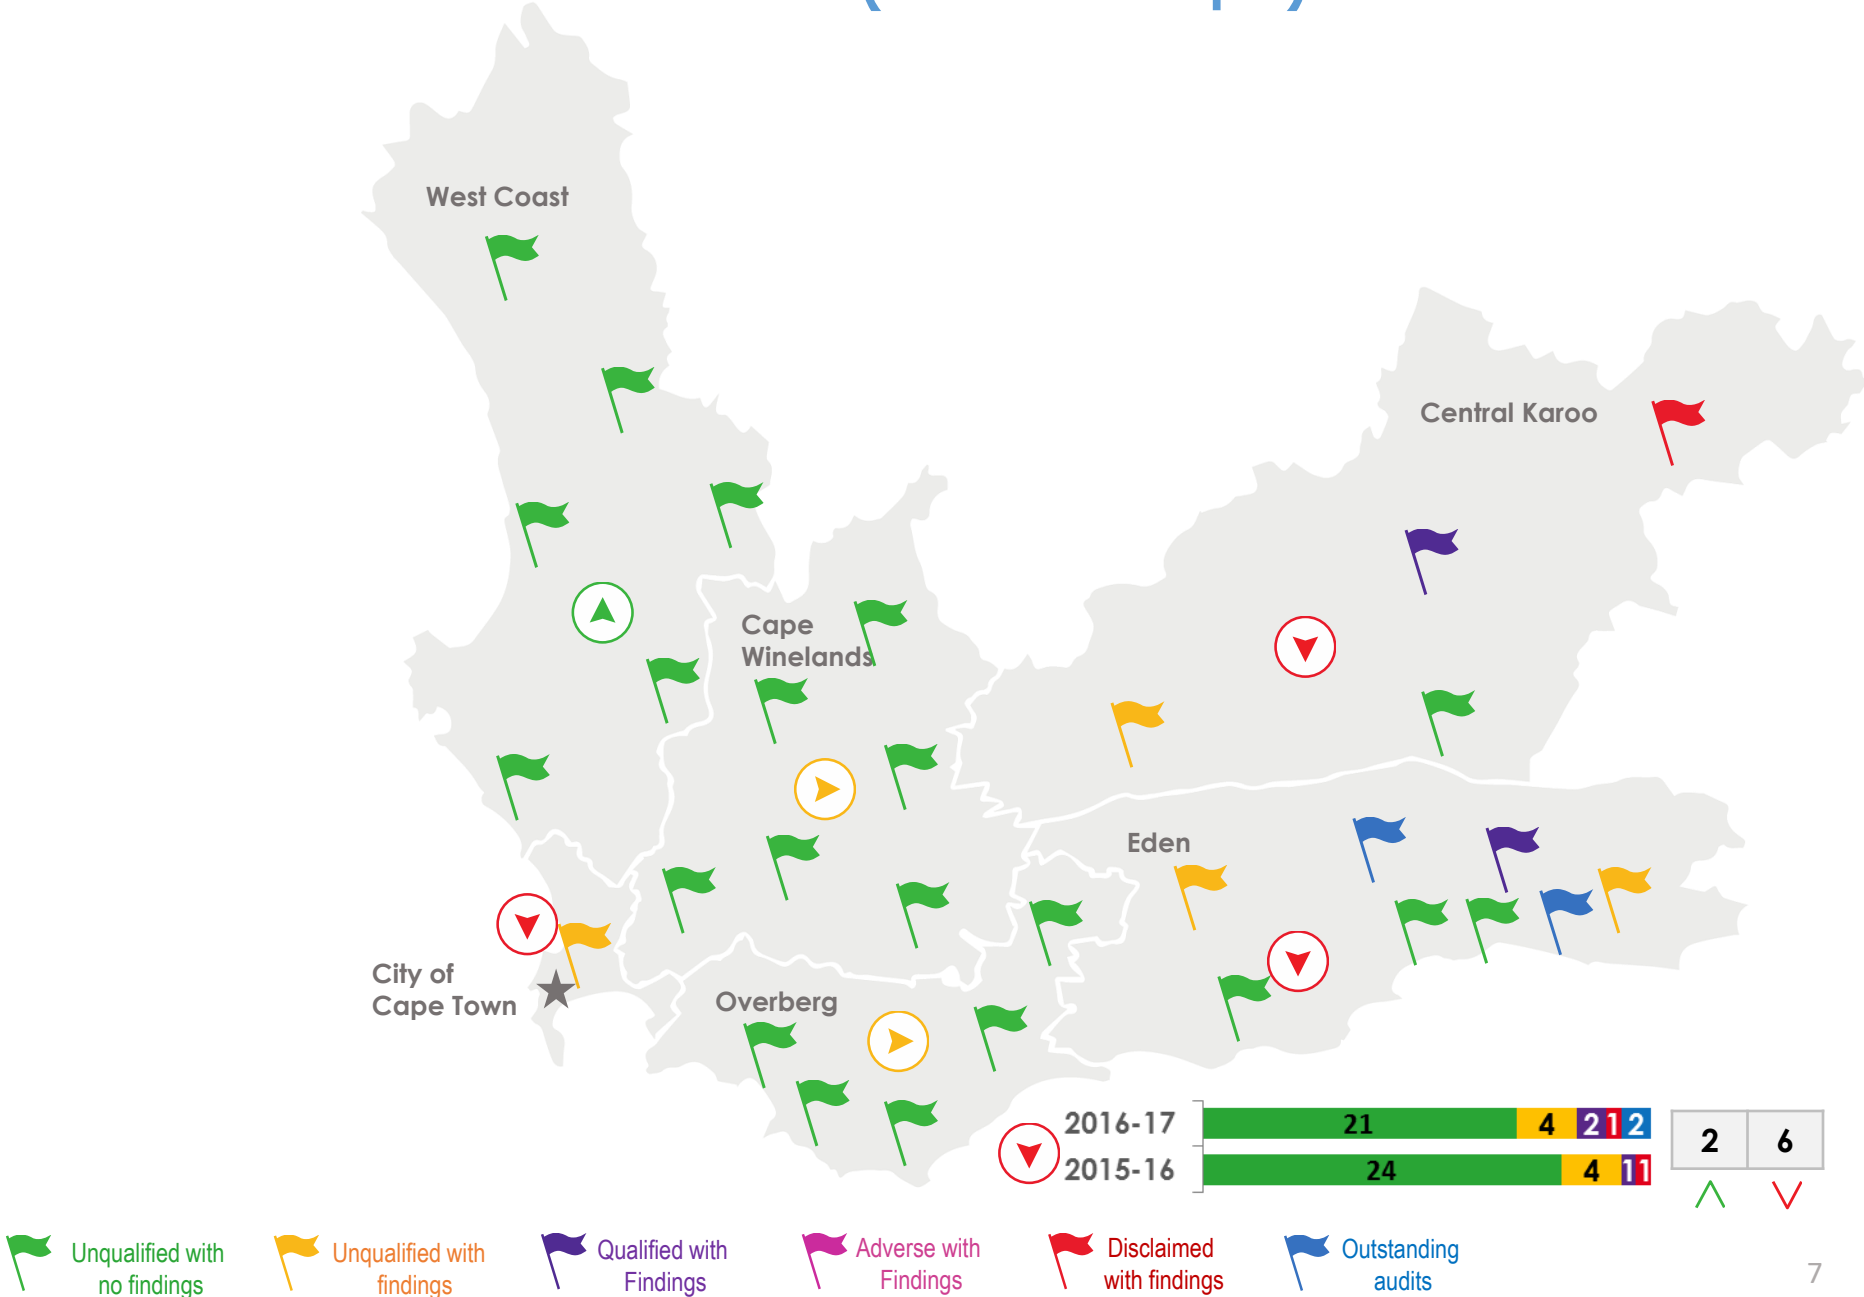 West Coast
Central Karoo
Cape
Winelands
Eden
City of
Cape Town
Overberg
2016-17 21 4 2 1 2
2015-16 24 4 1 1
2 6
Unqualified with
no findings
Unqualified with
findings
Qualified with
Findings
Adverse with
Findings
Disclaimed
with findings
Outstanding
audits
7